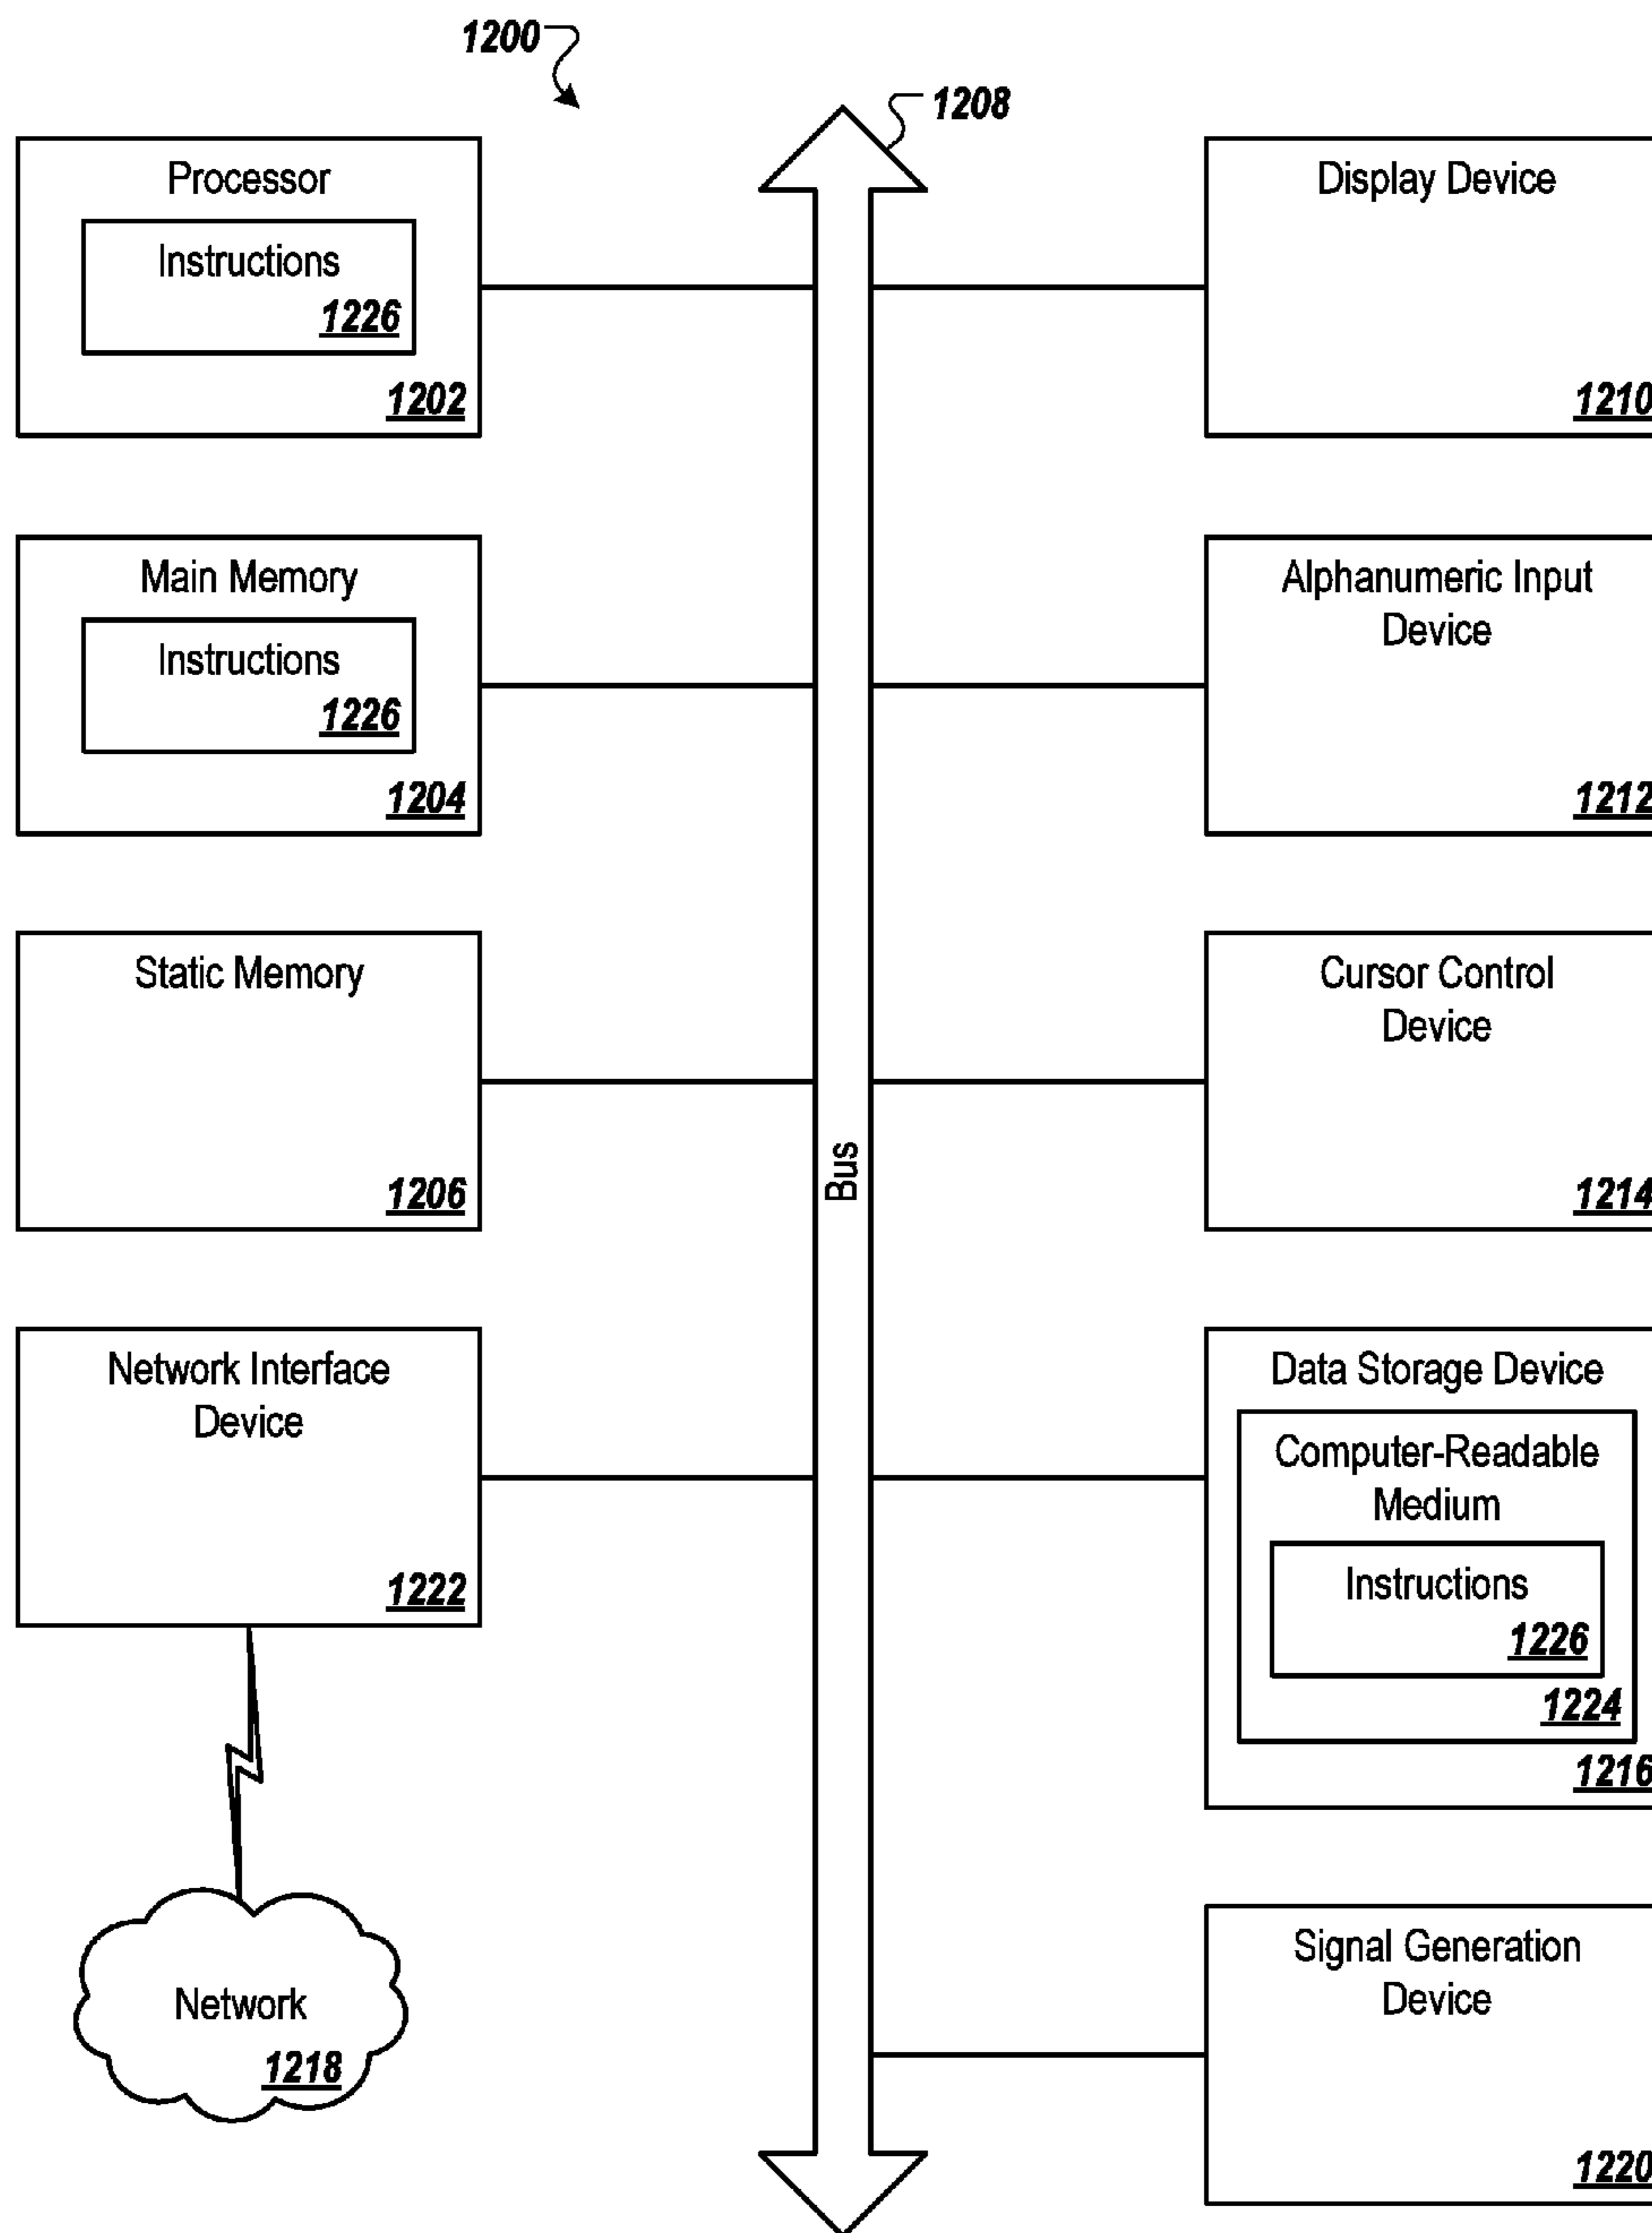 1200
1208
Processor
Instructions
1226
1202
Display Device
1210
Main Memory
Instructions
1226
1204
Alphanumeric Input
Device
1212
Static Memory
1206
Cursor Control
Device
1214
Bus
Network Interface
Device
1222
Data Storage Device
Computer-Readable
Medium
Instructions
1226
1224
1216
Network
1218
Signal Generation
Device
1220